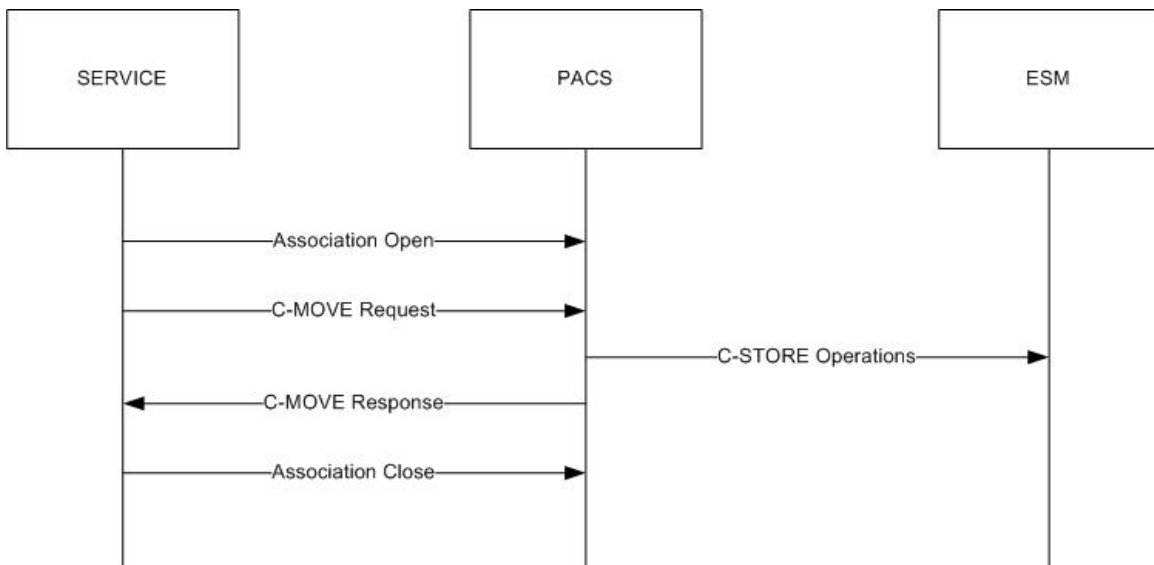 SERVICE
PACS
ESM
Association Open
C-MOVE Request
C-STORE Operations
C-MOVE Response
Association Close